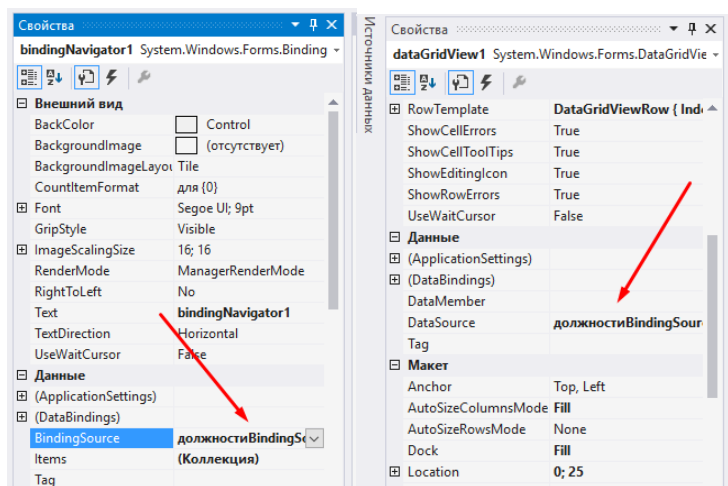 Свойства
bindingNavigator1 System.Windows.Forms.Binding
Внешний вид
BackColor Control
BackgroundImage (отсутствует)
BackgroundImageLayou Tile
CountItemFormat для {0}
Font Segoe UI; 9pt
GripStyle Visible
ImageScalingSize 16; 16
RenderMode ManagerRenderMode
RightToLeft No
Text bindingNavigator1
TextDirection Horizontal
UseWaitCursor False
Данные
(ApplicationSettings)
(DataBindings)
BindingSource должностиBindingSo
Items (Коллекция)
Tag
Источники данных
Свойства
dataGridView1 System.Windows.Forms.DataGridVie
RowTemplate DataGridViewRow { Inde
ShowCellErrors True
ShowCellToolTips True
ShowEditingIcon True
ShowRowErrors True
UseWaitCursor False
Данные
(ApplicationSettings)
(DataBindings)
DataMember
DataSource должностиBindingSour
Tag
Макет
Anchor Top, Left
AutoSizeColumnsMode Fill
AutoSizeRowsMode None
Dock Fill
Location 0; 25